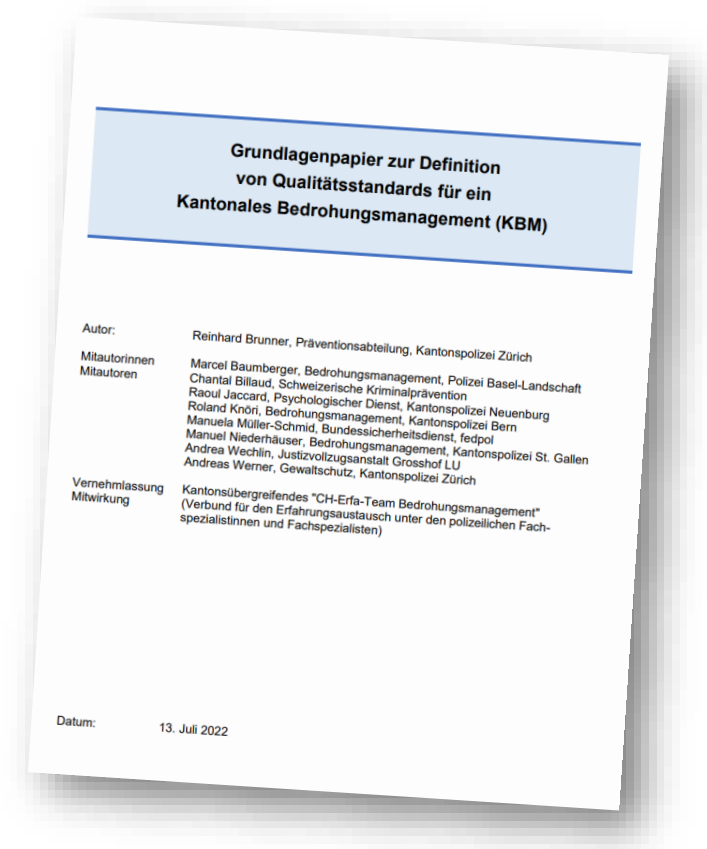 Grundlagenpapier zur Definition
von Qualitätsstandards für ein
Kantonales Bedrohungsmanagement (KBM)
Autor: Reinhard Brunner, Präventionsabteilung, Kantonspolizei Zürich
Mitautorinnen Marcel Baumberger, Bedrohungsmanagement, Polizei Basel-Landschaft
Mitautoren Chantal Billaud, Schweizerische Kriminalprävention
Raoul Jaccard, Psychologischer Dienst, Kantonspolizei Neuenburg
Roland Knöri, Bedrohungsmanagement, Kantonspolizei Bern
Manuela Müller-Schmid, Bundessicherheitsdienst, fedpol
Manuel Niederhäuser, Bedrohungsmanagement, Kantonspolizei St. Gallen
Andrea Wechlin, Justizvollzugsanstalt Grosshof LU
Andreas Werner, Gewaltschutz, Kantonspolizei Zürich
Vernehmlassung Kantonsübergreifendes "CH-Erfa-Team Bedrohungsmanagement"
Mitwirkung (Verbund für den Erfahrungsaustausch unter den polizeilichen Fach-
spezialistinnen und Fachspezialisten)
Datum: 13. Juli 2022